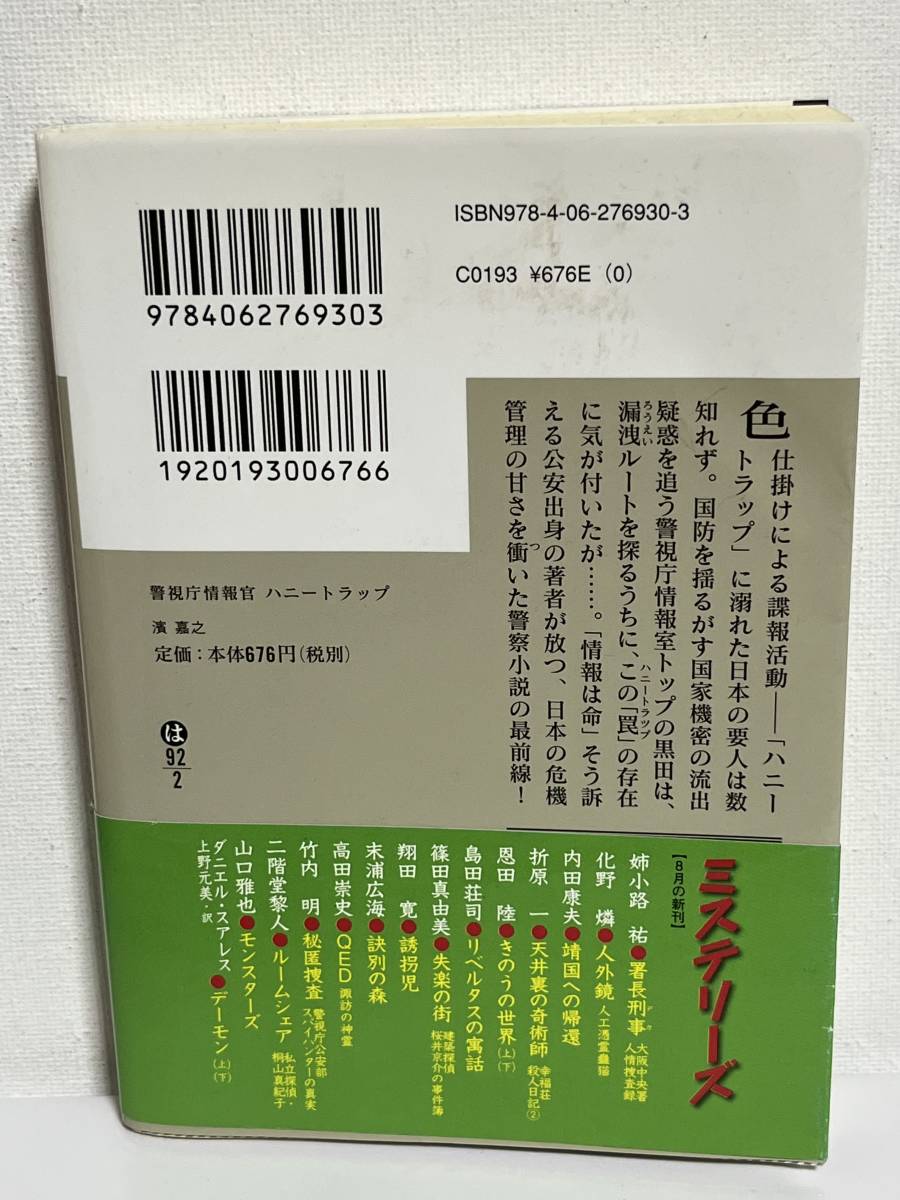 ISBN978-4-06-276930-3
C0193 ¥676E (0)
9784062769303
1920193006766
色仕掛けによる諜報活動――「ハニー
トラップ」に溺れた日本の要人は数
知れず。国防を揺るがす国家機密の流出
疑惑を追う警視庁情報室トップの黒田は、
漏洩ルートを探るうちに、この「罠」の存在
ろうえい
ハニートラップ
に気が付いたが……。「情報は命」そう訴
える公安出身の著者が放つ、日本の危機
管理の甘さを衝いた警察小説の最前線!
つ
警視庁情報官 ハニートラップ
濱 嘉之
定価:本体676円(税別)
は
92
2
ミステリーズ
【8月の新刊】
姉小路 祐●署長刑事 大阪中央署人情捜査録
デカ
化野 燐●人外鏡 人工憑霊蠱猫
内田康夫●靖国への帰還
折原 一●天井裏の奇術師 幸福荘殺人日記②
恩田 陸●きのうの世界(上)(下)
島田荘司●リベルタスの寓話
篠田真由美●失楽の街 建築探偵桜井京介の事件簿
翔田 寛●誘拐児
末浦広海●訣別の森
高田崇史●QED 諏訪の神霊
竹内 明●秘匿捜査 警視庁公安部スパイハンターの真実
二階堂黎人●ルームシェア 私立探偵・桐山真紀子
山口雅也●モンスターズ
ダニエル・スアレース●デーモン(上)(下)
上野元美・訳